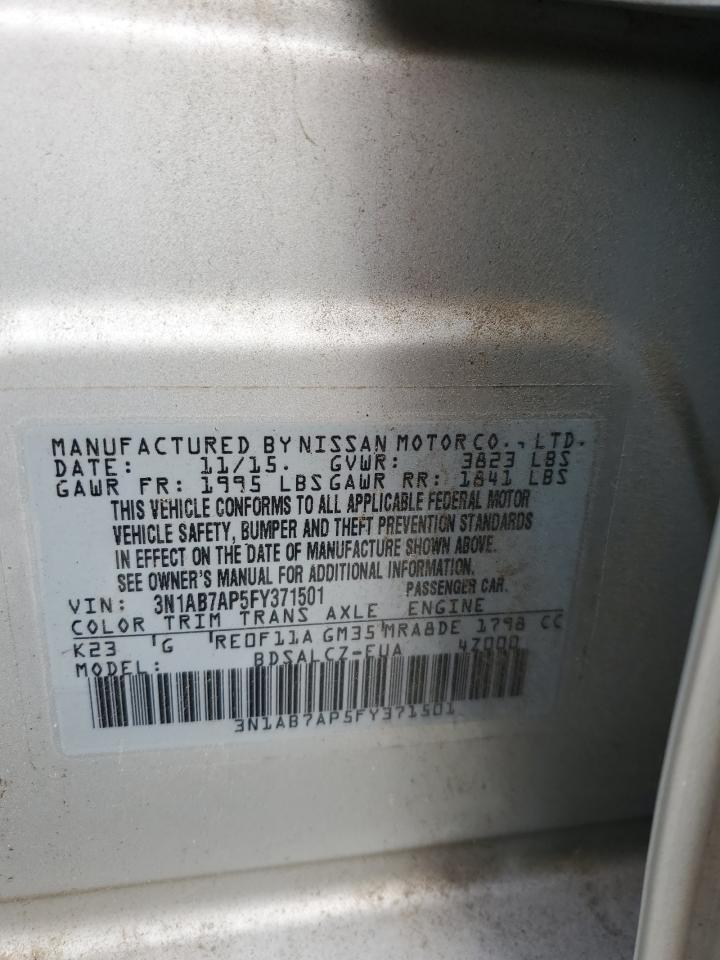 MANUFACTURED BY NISSAN MOTOR CO., LTD.
DATE: 11/15. GVWR: 3823 LBS
GAWR FR: 1995 LBS GAWR RR: 1841 LBS
THIS VEHICLE CONFORMS TO ALL APPLICABLE FEDERAL MOTOR
VEHICLE SAFETY, BUMPER AND THEFT PREVENTION STANDARDS
IN EFFECT ON THE DATE OF MANUFACTURE SHOWN ABOVE.
SEE OWNER'S MANUAL FOR ADDITIONAL INFORMATION.
VIN: 3N1AB7AP5FY371501 PASSENGER CAR.
COLOR TRIM TRANS AXLE ENGINE
K23 G RE0F11A GM35 MRA8DE 1798 CC
MODEL: BDSALCZ-EUA 4Z000
3N1AB7AP5FY371501